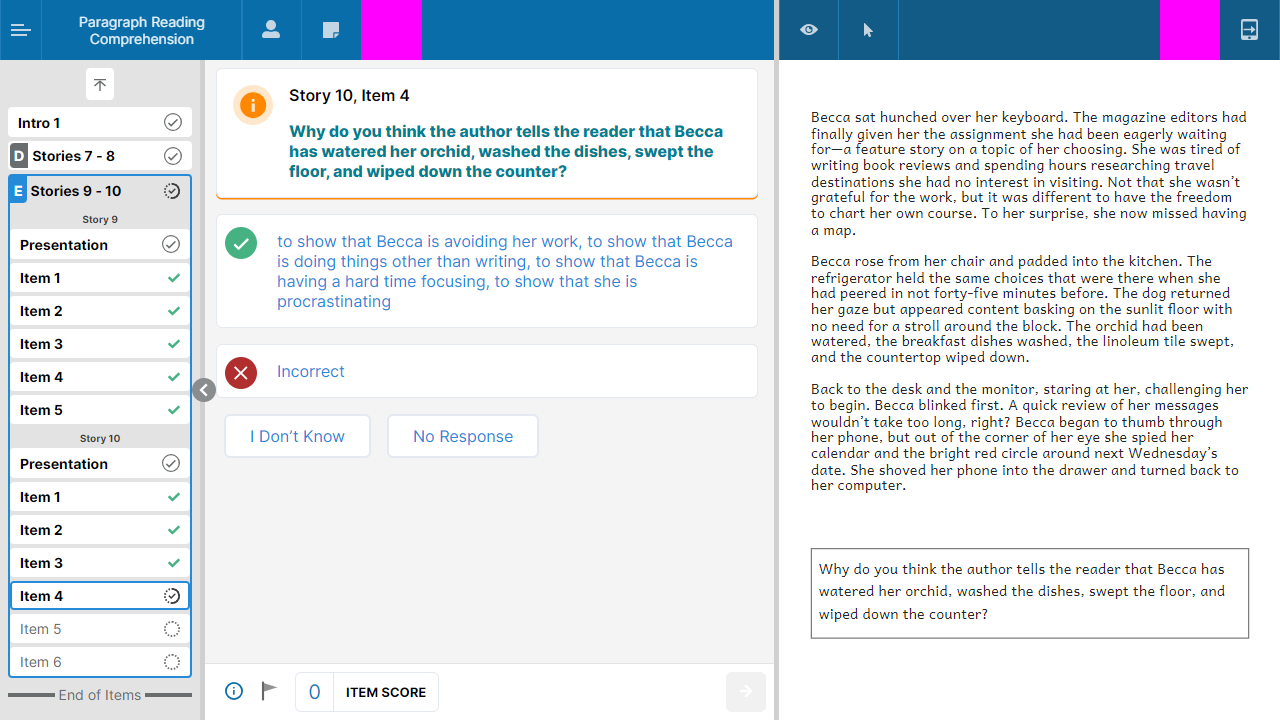 Paragraph Reading
Comprehension
Intro 1
D Stories 7 - 8
E Stories 9 - 10
Story 9
Presentation
Item 1
Item 2
Item 3
Item 4
Item 5
Story 10
Presentation
Item 1
Item 2
Item 3
Item 4
Item 5
Item 6
End of Items
Story 10, Item 4
Why do you think the author tells the reader that Becca
has watered her orchid, washed the dishes, swept the
floor, and wiped down the counter?
to show that Becca is avoiding her work, to show that Becca
is doing things other than writing, to show that Becca is
having a hard time focusing, to show that she is
procrastinating
Incorrect
I Don't Know
No Response
0 ITEM SCORE
Becca sat hunched over her keyboard. The magazine editors had
finally given her the assignment she had been eagerly waiting
for—a feature story on a topic of her choosing. She was tired of
writing book reviews and spending hours researching travel
destinations she had no interest in visiting. Not that she wasn't
grateful for the work, but it was different to have the freedom
to chart her own course. To her surprise, she now missed having
a map.
Becca rose from her chair and padded into the kitchen. The
refrigerator held the same choices that were there when she
had peered in not forty-five minutes before. The dog returned
her gaze but appeared content basking on the sunlit floor with
no need for a stroll around the block. The orchid had been
watered, the breakfast dishes washed, the linoleum tile swept,
and the countertop wiped down.
Back to the desk and the monitor, staring at her, challenging her
to begin. Becca blinked first. A quick review of her messages
wouldn't take too long, right? Becca began to thumb through
her phone, but out of the corner of her eye she spied her
calendar and the bright red circle around next Wednesday's
date. She shoved her phone into the drawer and turned back to
her computer.
Why do you think the author tells the reader that Becca has
watered her orchid, washed the dishes, swept the floor, and
wiped down the counter?